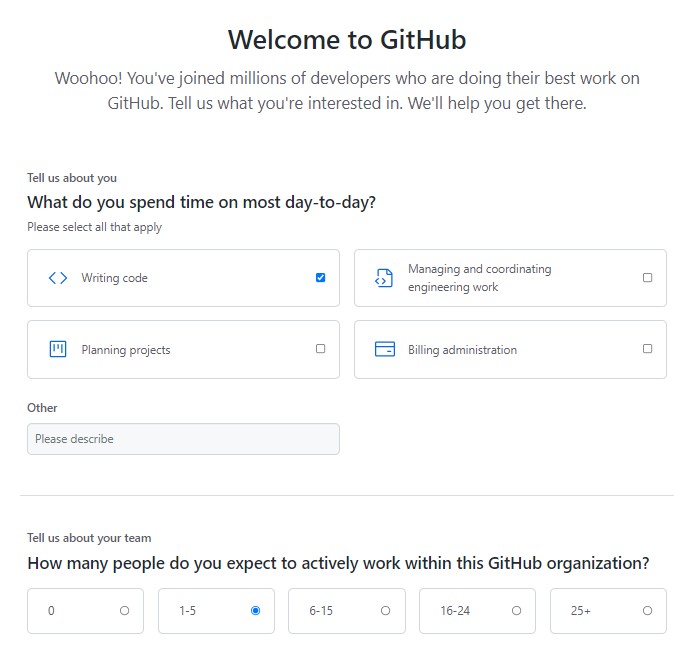 Welcome to GitHub
Woohoo! You've joined millions of developers who are doing their best work on
GitHub. Tell us what you're interested in. We'll help you get there.
Tell us about you
What do you spend time on most day-to-day?
Please select all that apply
Writing code
Managing and coordinating
engineering work
Planning projects
Billing administration
Other
Please describe
Tell us about your team
How many people do you expect to actively work within this GitHub organization?
0
1-5
6-15
16-24
25+